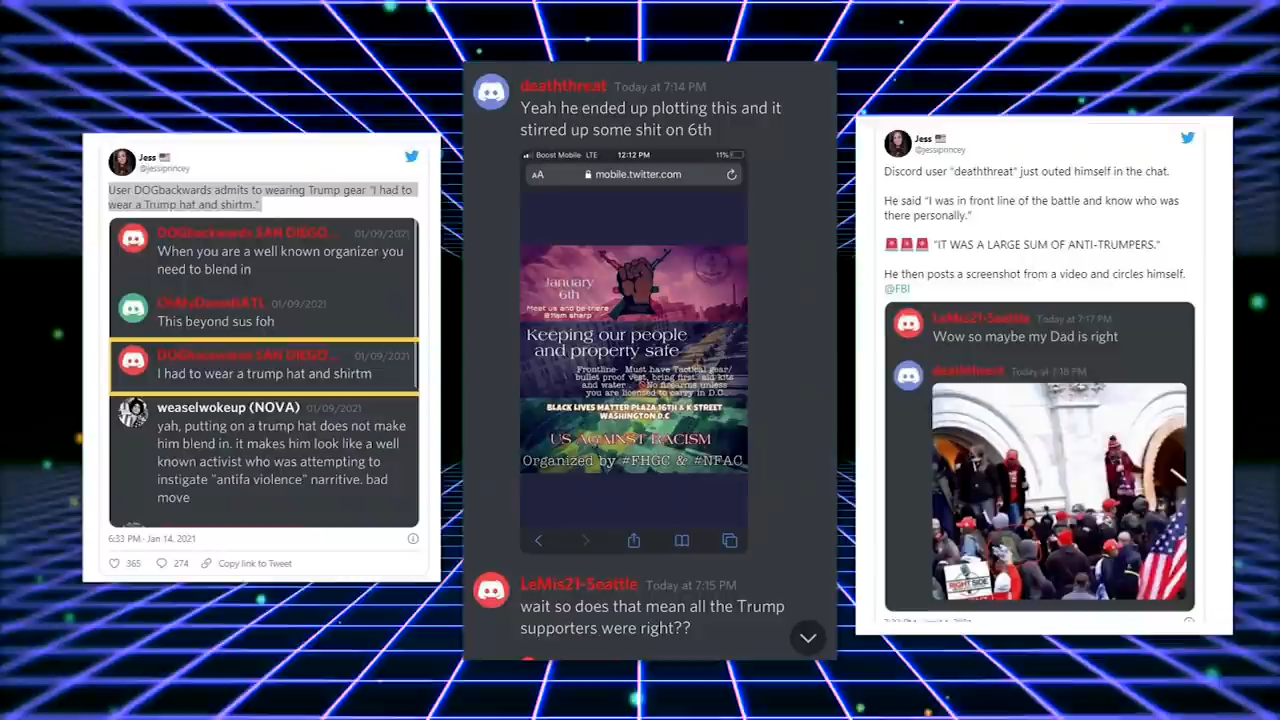 Jess
@jessiprincey
User DOGbackwards admits to wearing Trump gear "I had to
wear a Trump hat and shirtm."
DOGbackwards SAN DIEGO... 01/09/2021
When you are a well known organizer you
need to blend in
01/09/2021
This beyond sus foh
DOGbackwards SAN DIEGO... 01/09/2021
I had to wear a trump hat and shirtm
weaselwokeup (NOVA) 01/09/2021
yah, putting on a trump hat does not make
him blend in. it makes him look like a well
known activist who was attempting to
instigate "antifa violence" narritive. bad
move
6:33 PM · Jan 14, 2021
365 274 Copy link to Tweet
deaththreat Today at 7:14 PM
Yeah he ended up plotting this and it
stirred up some shit on 6th
Boost Mobile LTE 12:12 PM 11%
AA mobile.twitter.com
January
6th
Meet us and be there
@11am sharp
Keeping our people
and property safe
Frontline- Must have Tactical gear/
bullet proof vest, bring first-aid kits
and water... No firearms unless
you are licensed to carry in D.C.
BLACK LIVES MATTER PLAZA 16TH & K STREET
WASHINGTON D.C
US AGAINST RACISM
Organized by #FHGC & #NFAC
LeMis21-Seattle Today at 7:15 PM
wait so does that mean all the Trump
supporters were right??
Jess
@jessiprincey
Discord user "deaththreat" just outed himself in the chat.
He said "I was in front line of the battle and know who was
there personally."
"IT WAS A LARGE SUM OF ANTI-TRUMPERS."
He then posts a screenshot from a video and circles himself.
@FBI
LeMis21-Seattle Today at 7:17 PM
Wow so maybe my Dad is right
deaththreat Today at 7:18 PM
RIGHT SIDE